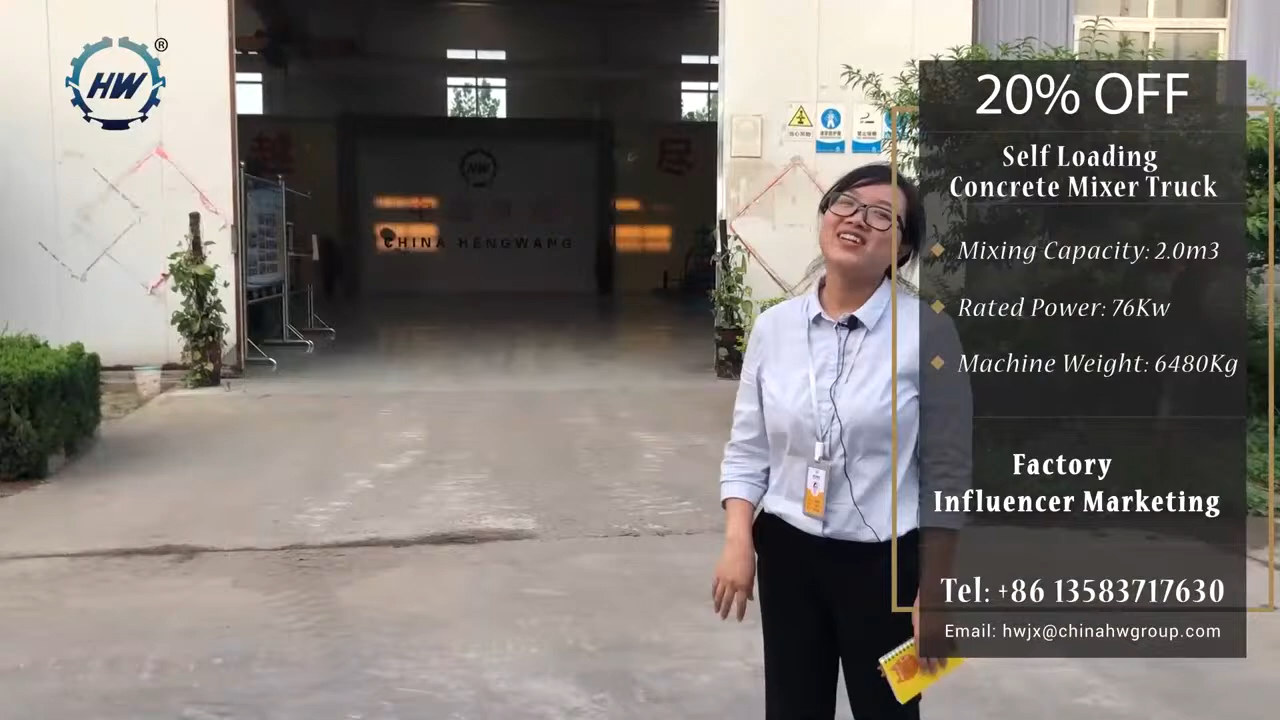 HW
®
HW
CHINA HENGWANG
20% OFF
Self Loading
Concrete Mixer Truck
Mixing Capacity: 2.0m3
Rated Power: 76Kw
Machine Weight: 6480Kg
Factory
Influencer Marketing
Tel: +86 13583717630
Email: hwjx@chinahwgroup.com